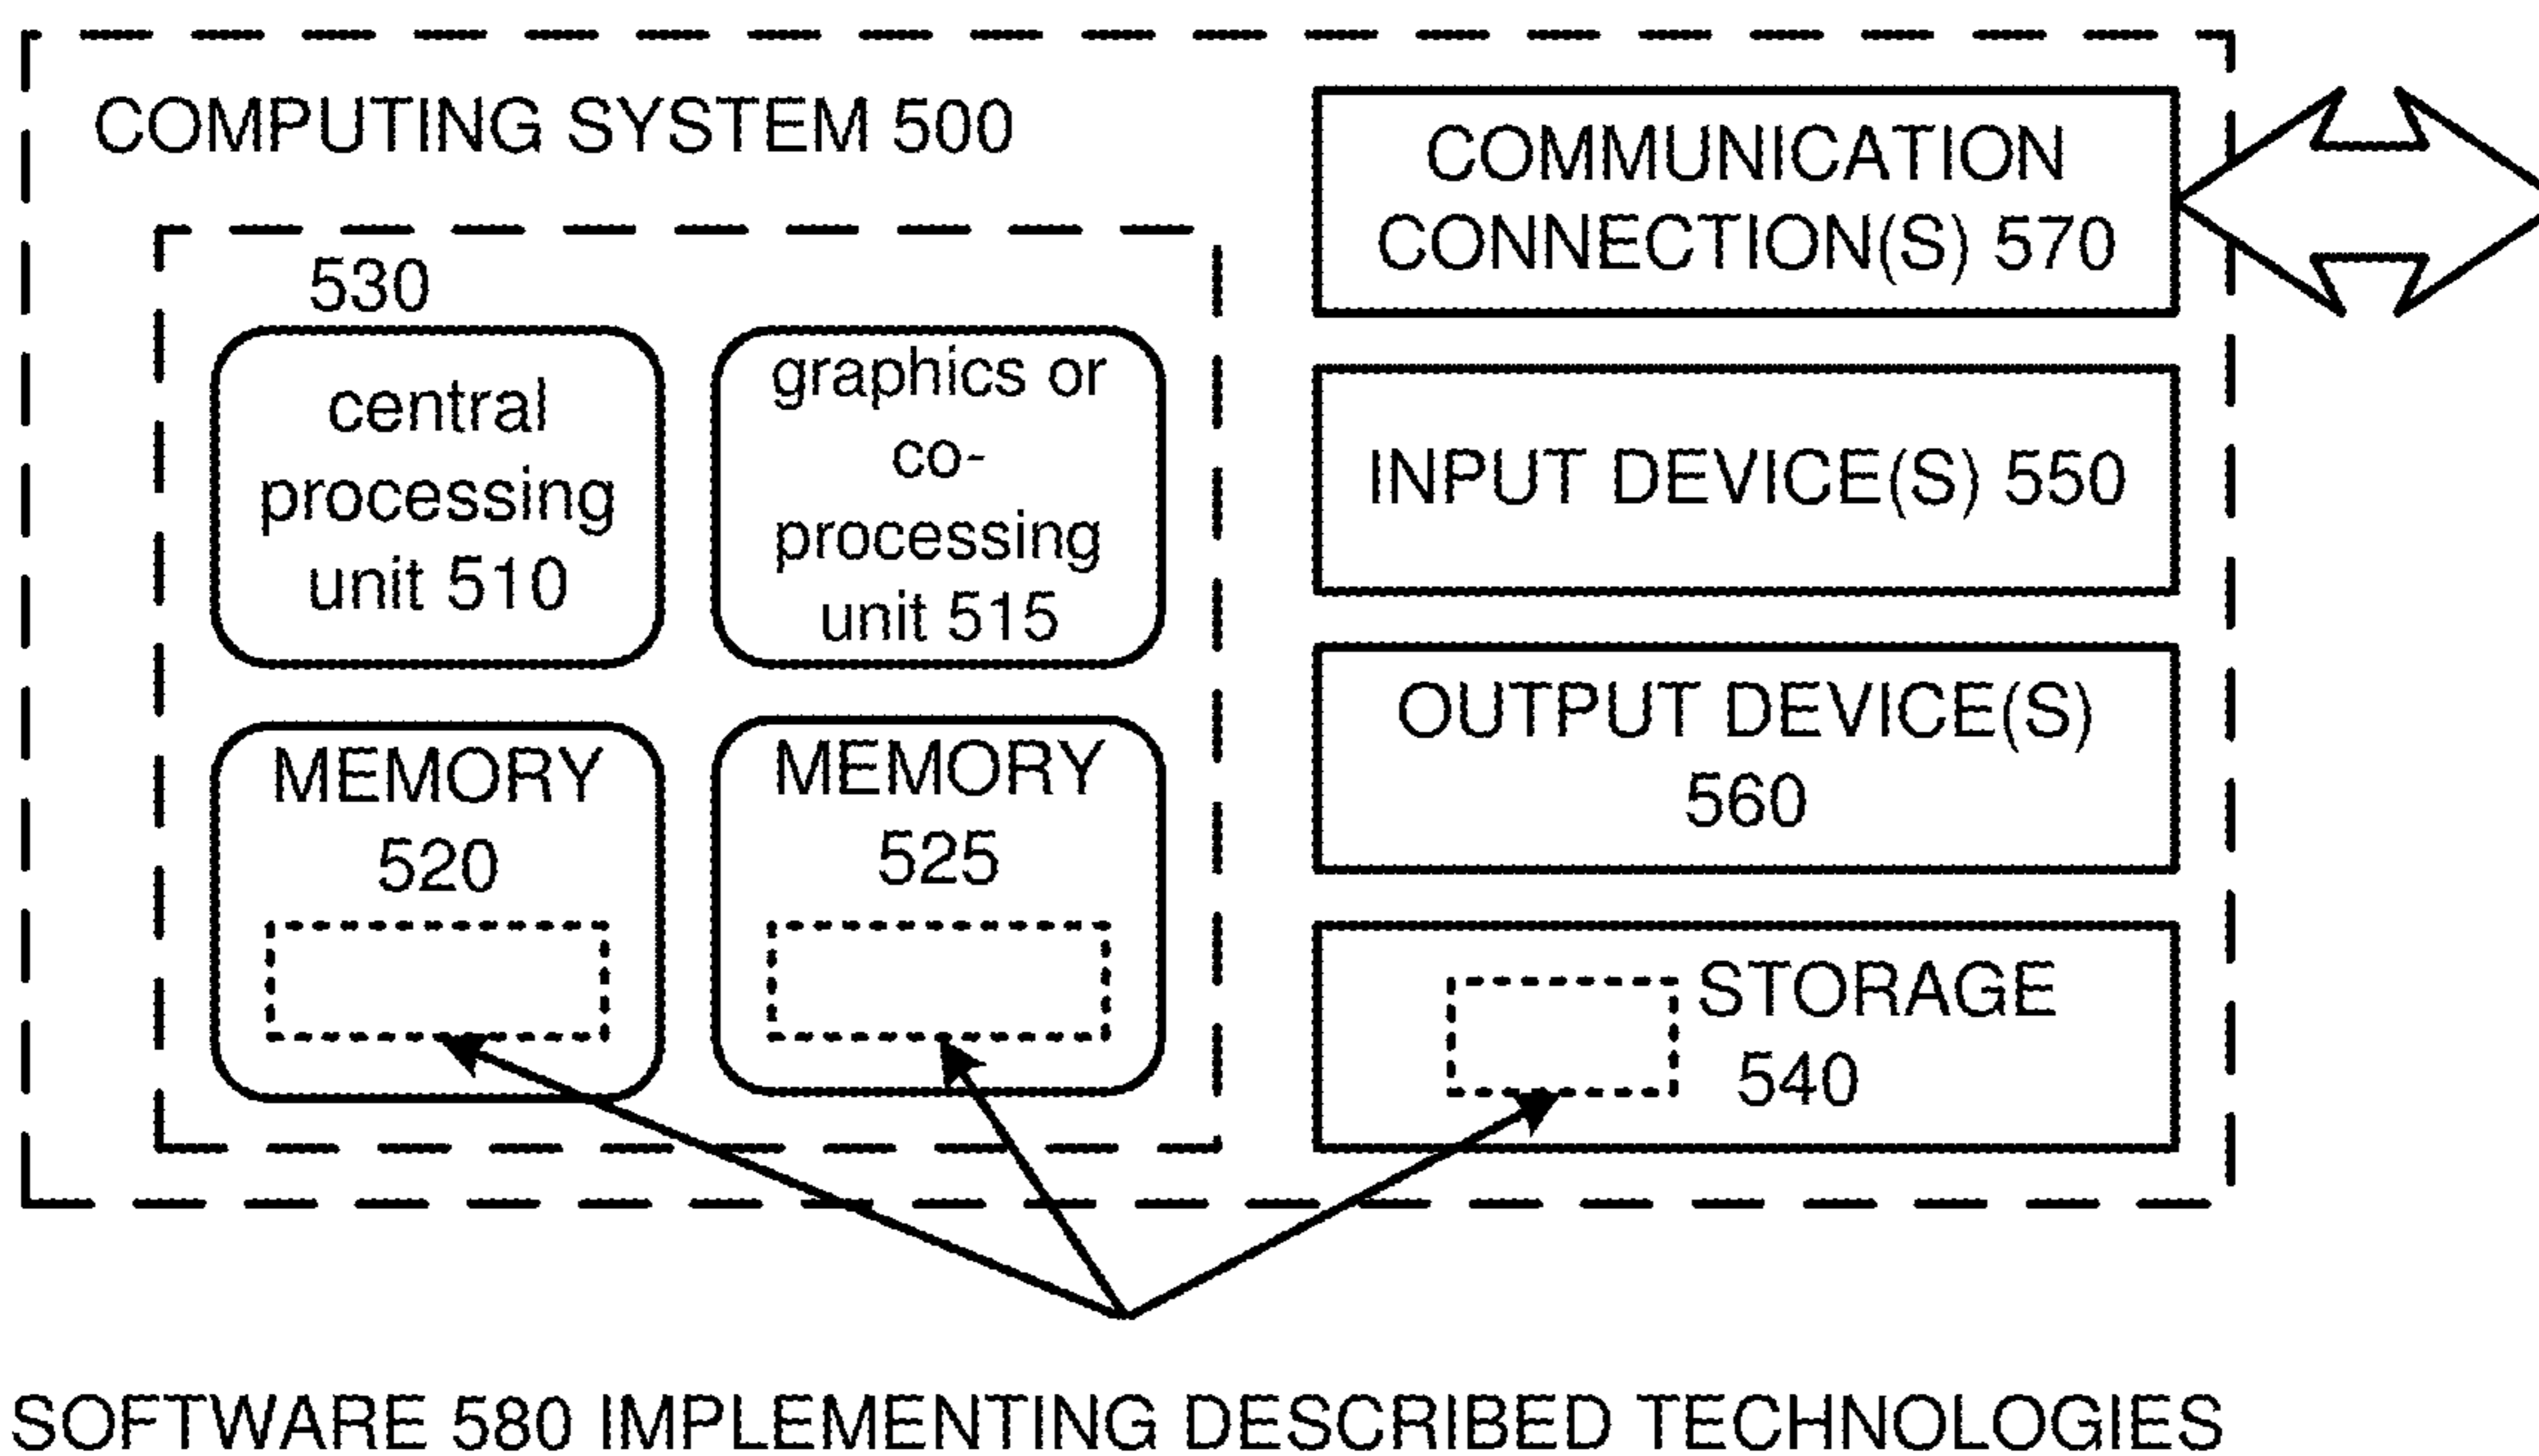 COMPUTING SYSTEM 500
530
central
processing
unit 510
graphics or
co-
processing
unit 515
MEMORY
520
MEMORY
525
COMMUNICATION
CONNECTION(S) 570
INPUT DEVICE(S) 550
OUTPUT DEVICE(S)
560
STORAGE
540
SOFTWARE 580 IMPLEMENTING DESCRIBED TECHNOLOGIES